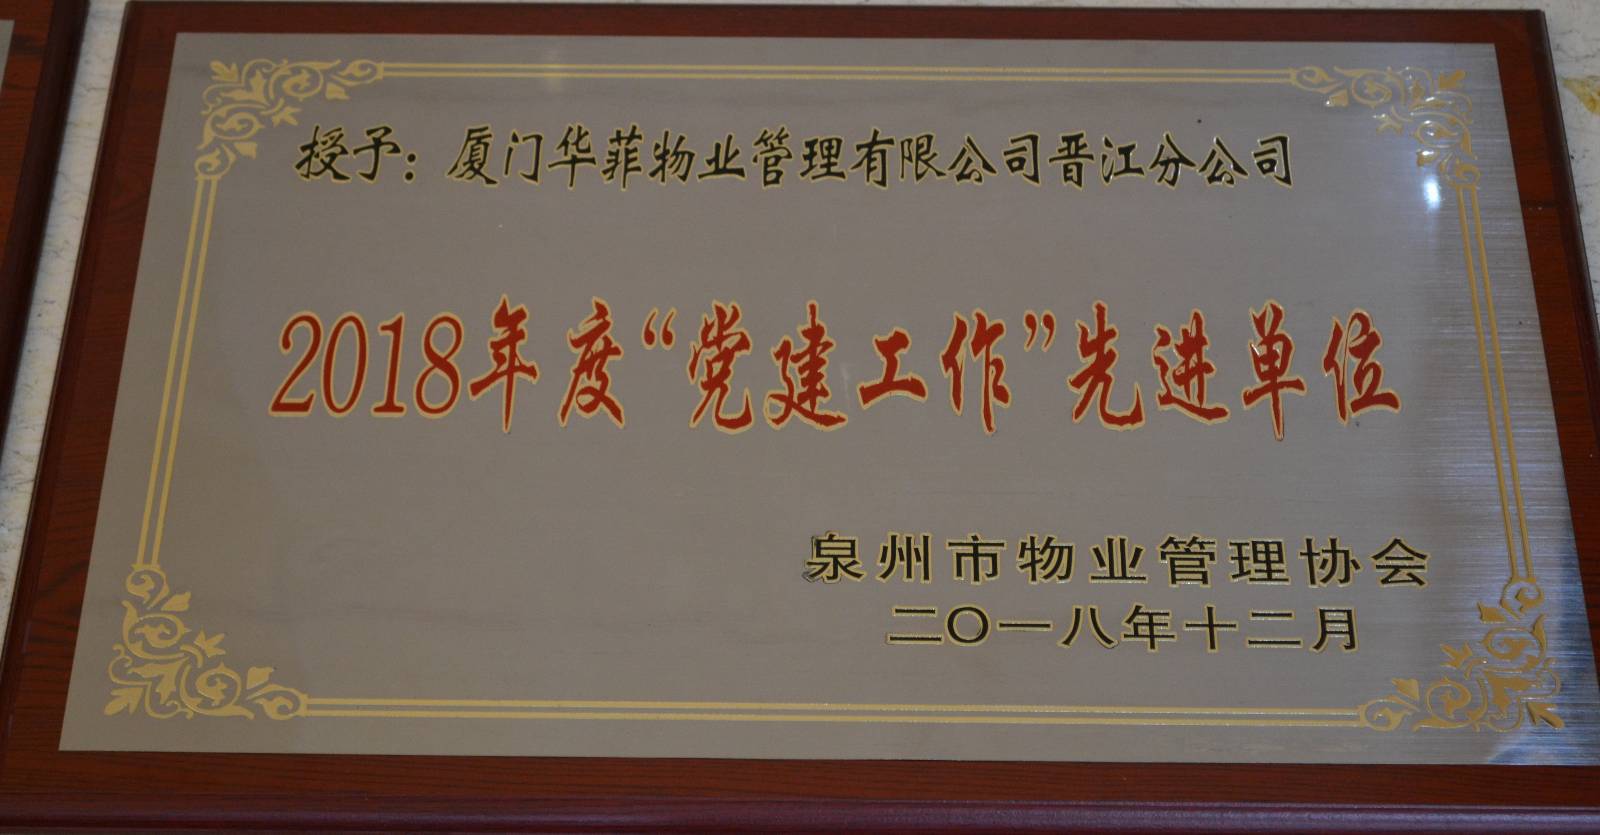 授予：厦门华菲物业管理有限公司晋江分公司
2018年度“党建工作”先进单位
泉州市物业管理协会
二〇一八年十二月